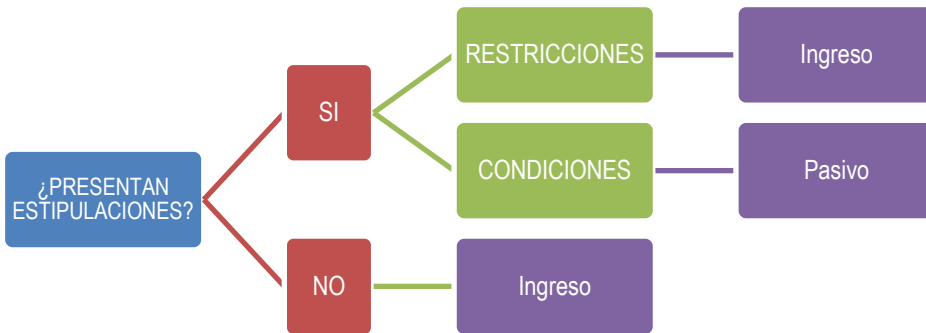 ¿PRESENTAN
ESTIPULACIONES?
SI
RESTRICCIONES
Ingreso
CONDICIONES
Pasivo
NO
Ingreso